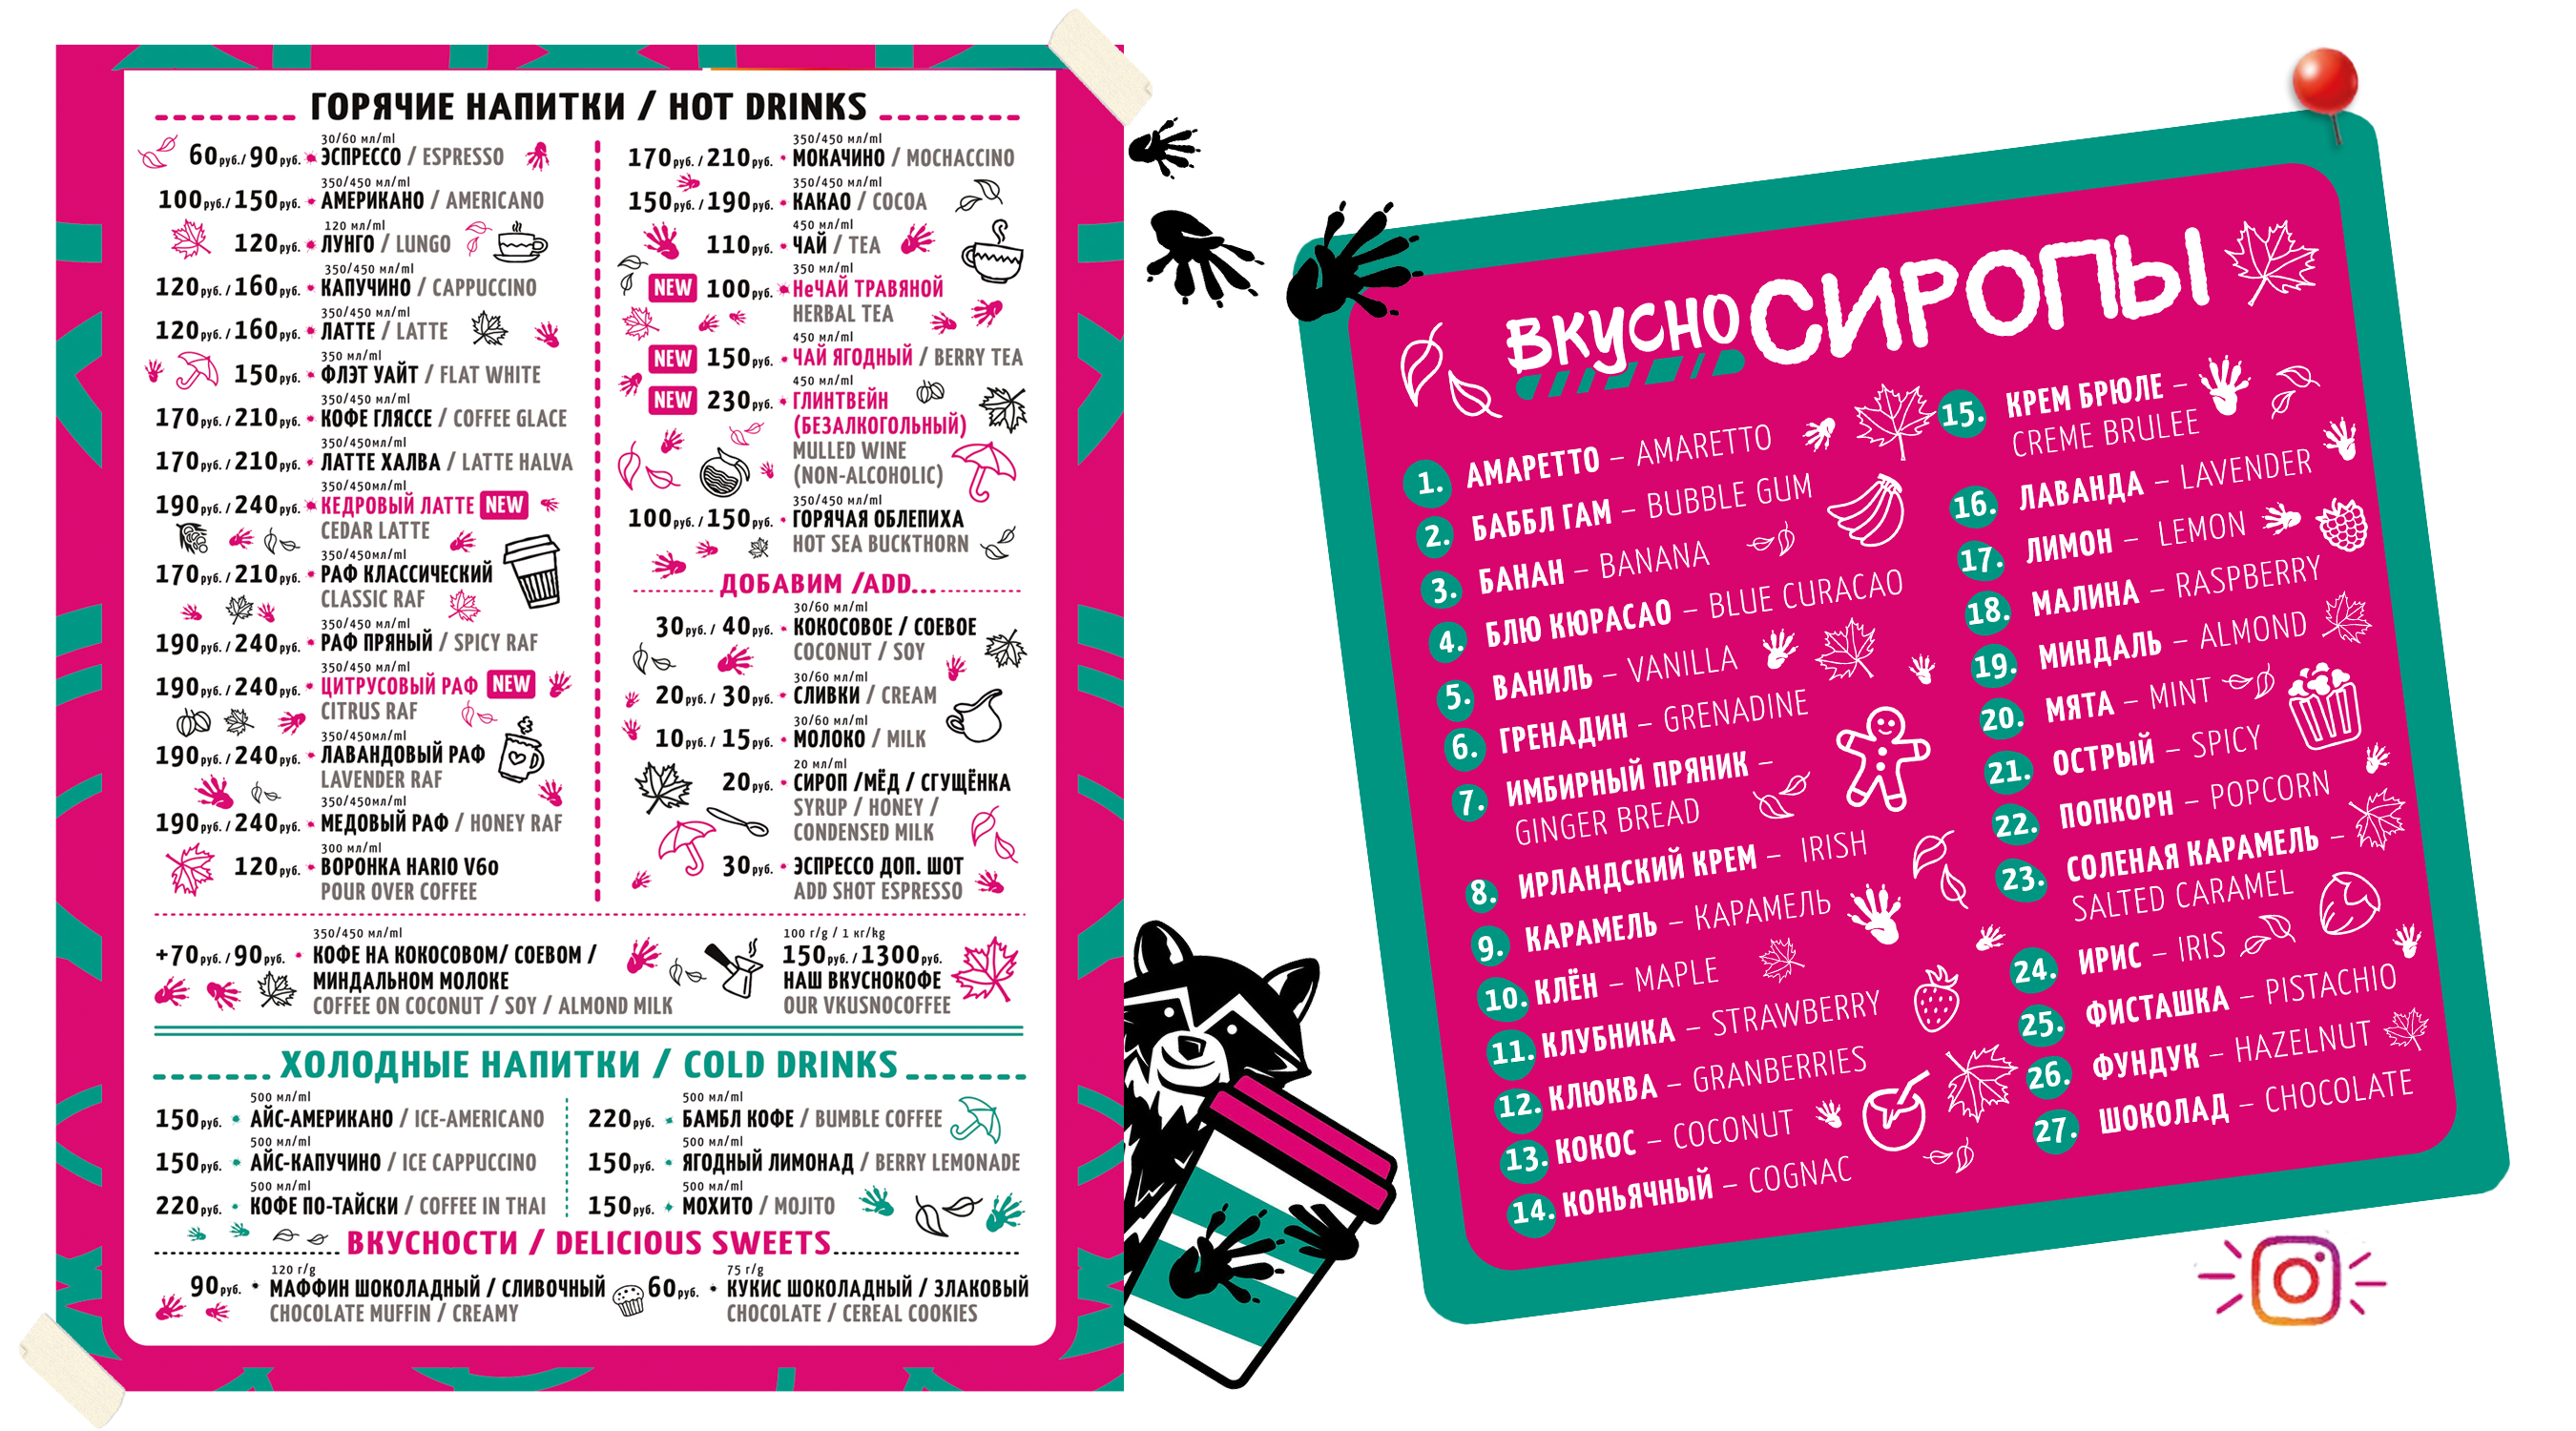 ГОРЯЧИЕ НАПИТКИ / HOT DRINKS
30/60 мл/ml
60руб./90руб. ЭСПРЕССО / ESPRESSO
350/450 мл/ml
100руб./150руб. АМЕРИКАНО / AMERICANO
120 мл/ml
120руб. ЛУНГО / LUNGO
350/450 мл/ml
120руб./160руб. КАПУЧИНО / CAPPUCCINO
350/450 мл/ml
120руб./160руб. ЛАТТЕ / LATTE
350 мл/ml
150руб. ФЛЭТ УАЙТ / FLAT WHITE
350/450 мл/ml
170руб./210руб. КОФЕ ГЛЯССЕ / COFFEE GLACE
350/450мл/ml
170руб./210руб. ЛАТТЕ ХАЛВА / LATTE HALVA
350/450мл/ml
190руб./240руб. КЕДРОВЫЙ ЛАТТЕ NEW
CEDAR LATTE
350/450мл/ml
170руб./210руб. РАФ КЛАССИЧЕСКИЙ
CLASSIC RAF
350/450 мл/ml
190руб./240руб. РАФ ПРЯНЫЙ / SPICY RAF
350/450 мл/ml
190руб./240руб. ЦИТРУСОВЫЙ РАФ NEW
CITRUS RAF
350/450мл/ml
190руб./240руб. ЛАВАНДОВЫЙ РАФ
LAVENDER RAF
350/450мл/ml
190руб./240руб. МЕДОВЫЙ РАФ / HONEY RAF
300 мл/ml
120руб. ВОРОНКА HARIO V60
POUR OVER COFFEE
350/450 мл/ml
170руб./210руб. МОКАЧИНО / MOCHACCINO
350/450 мл/ml
150руб./190руб. КАКАО / COCOA
450 мл/ml
110руб. ЧАЙ / TEA
350 мл/ml
NEW 100руб. НеЧАЙ ТРАВЯНОЙ
HERBAL TEA
450 мл/ml
NEW 150руб. ЧАЙ ЯГОДНЫЙ / BERRY TEA
450 мл/ml
NEW 230руб. ГЛИНТВЕЙН
(БЕЗАЛКОГОЛЬНЫЙ)
MULLED WINE
(NON-ALCOHOLIC)
350/450 мл/ml
100руб./150руб. ГОРЯЧАЯ ОБЛЕПИХА
HOT SEA BUCKTHORN
ДОБАВИМ /ADD...
30/60 мл/ml
30руб./ 40руб. КОКОСОВОЕ / СОЕВОЕ
COCONUT / SOY
30/60 мл/ml
20руб./ 30руб. СЛИВКИ / CREAM
30/60 мл/ml
10руб./ 15руб. МОЛОКО / MILK
20 мл/ml
20руб. СИРОП /МЁД / СГУЩЁНКА
SYRUP / HONEY /
CONDENSED MILK
30руб. ЭСПРЕССО ДОП. ШОТ
ADD SHOT ESPRESSO
350/450 мл/ml
+70руб./90руб. КОФЕ НА КОКОСОВОМ/ СОЕВОМ /
МИНДАЛЬНОМ МОЛОКЕ
COFFEE ON COCONUT / SOY / ALMOND MILK
100 г/g / 1 кг/kg
150руб./1300руб.
НАШ ВКУСНОКОФЕ
OUR VKUSNOCOFFEE
ХОЛОДНЫЕ НАПИТКИ / COLD DRINKS
500 мл/ml
150руб. АЙС-АМЕРИКАНО / ICE-AMERICANO
500 мл/ml
150руб. АЙС-КАПУЧИНО / ICE CAPPUCCINO
500 мл/ml
220руб. КОФЕ ПО-ТАЙСКИ / COFFEE IN THAI
500 мл/ml
220руб. БАМБЛ КОФЕ / BUMBLE COFFEE
500 мл/ml
150руб. ЯГОДНЫЙ ЛИМОНАД / BERRY LEMONADE
500 мл/ml
150руб. МОХИТО / MOJITO
ВКУСНОСТИ / DELICIOUS SWEETS
120 г/g
90руб. МАФФИН ШОКОЛАДНЫЙ / СЛИВОЧНЫЙ
CHOCOLATE MUFFIN / CREAMY
75 г/g
60руб. КУКИС ШОКОЛАДНЫЙ / ЗЛАКОВЫЙ
CHOCOLATE / CEREAL COOKIES
ВКУСНО СИРОПЫ
1. АМАРЕТТО – AMARETTO
2. БАББЛ ГАМ – BUBBLE GUM
3. БАНАН – BANANA
4. БЛЮ КЮРАСАО – BLUE CURACAO
5. ВАНИЛЬ – VANILLA
6. ГРЕНАДИН – GRENADINE
7. ИМБИРНЫЙ ПРЯНИК –
GINGER BREAD
8. ИРЛАНДСКИЙ КРЕМ – IRISH
9. КАРАМЕЛЬ – КАРАМЕЛЬ
10. КЛЁН – MAPLE
11. КЛУБНИКА – STRAWBERRY
12. КЛЮКВА – GRANBERRIES
13. КОКОС – COCONUT
14. КОНЬЯЧНЫЙ – COGNAC
15. КРЕМ БРЮЛЕ –
CREME BRULEE
16. ЛАВАНДА – LAVENDER
17. ЛИМОН – LEMON
18. МАЛИНА – RASPBERRY
19. МИНДАЛЬ – ALMOND
20. МЯТА – MINT
21. ОСТРЫЙ – SPICY
22. ПОПКОРН – POPCORN
23. СОЛЕНАЯ КАРАМЕЛЬ –
SALTED CARAMEL
24. ИРИС – IRIS
25. ФИСТАШКА – PISTACHIO
26. ФУНДУК – HAZELNUT
27. ШОКОЛАД – CHOCOLATE